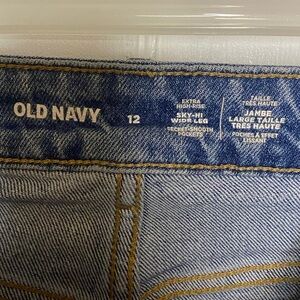 OLD NAVY
12
EXTRA
HIGH-RISE
SKY-HI
WIDE LEG
SECRET-SMOOTH
POCKETS
TAILLE
TRÈS HAUTE
JAMBE
LARGE TAILLE
TRÈS HAUTE
POCHES À EFFET
LISSANT